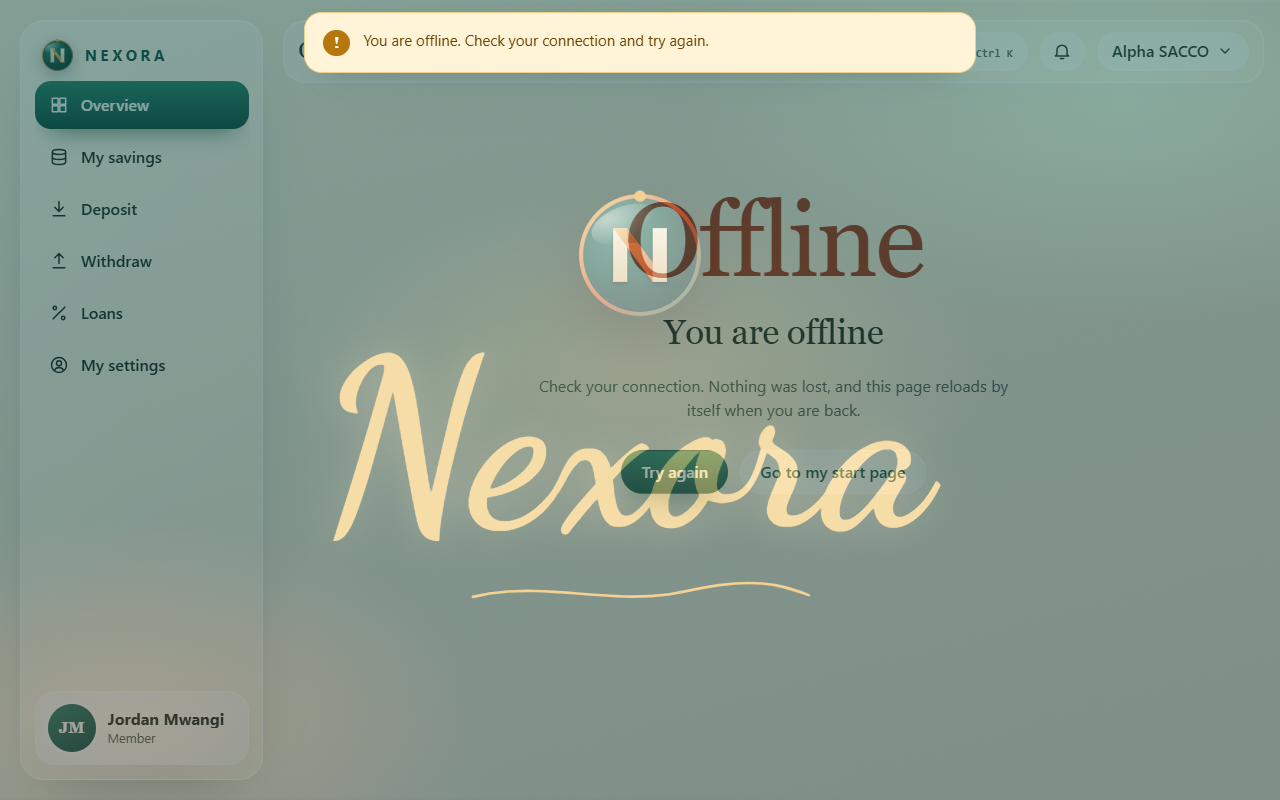 N NEXORA
You are offline. Check your connection and try again.
Ctrl K
Alpha SACCO
Overview
My savings
Deposit
Withdraw
Loans
My settings
N
Offline
You are offline
Check your connection. Nothing was lost, and this page reloads by
itself when you are back.
Try again
Go to my start page
Nexora
JM
Jordan Mwangi
Member